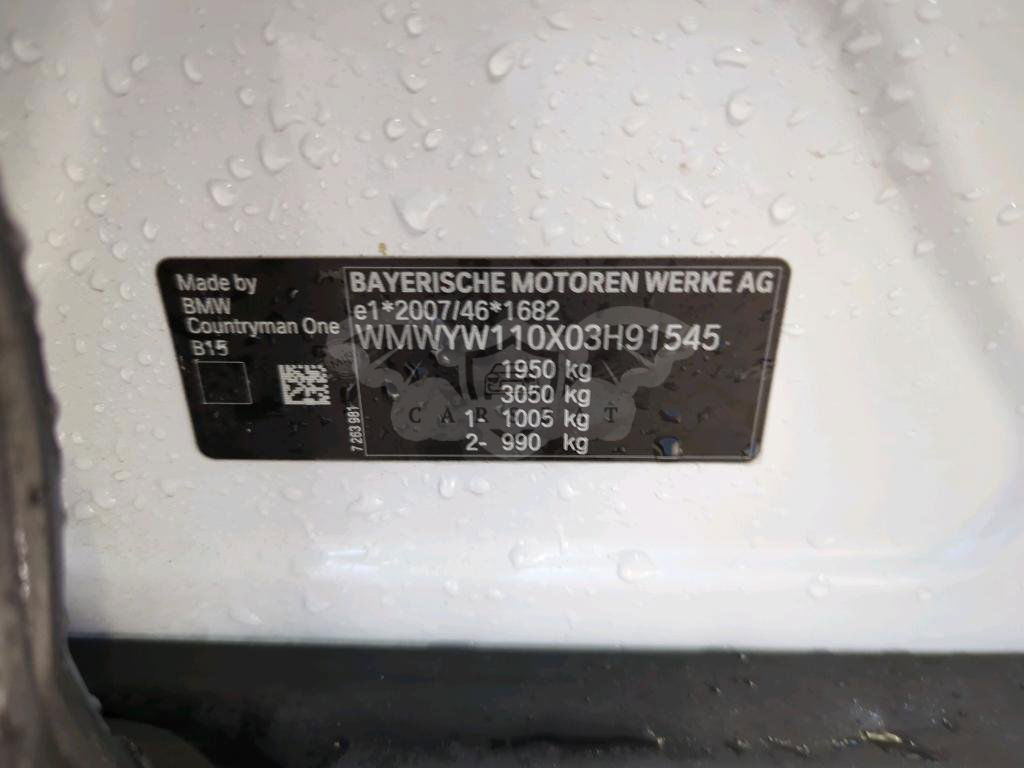 Made by
BMW
Countryman One
B15
BAYERISCHE MOTOREN WERKE AG
e1*2007/46*1682
WMWYW110X03H91545
1950 kg
3050 kg
1- 1005 kg
2- 990 kg
7 263 981